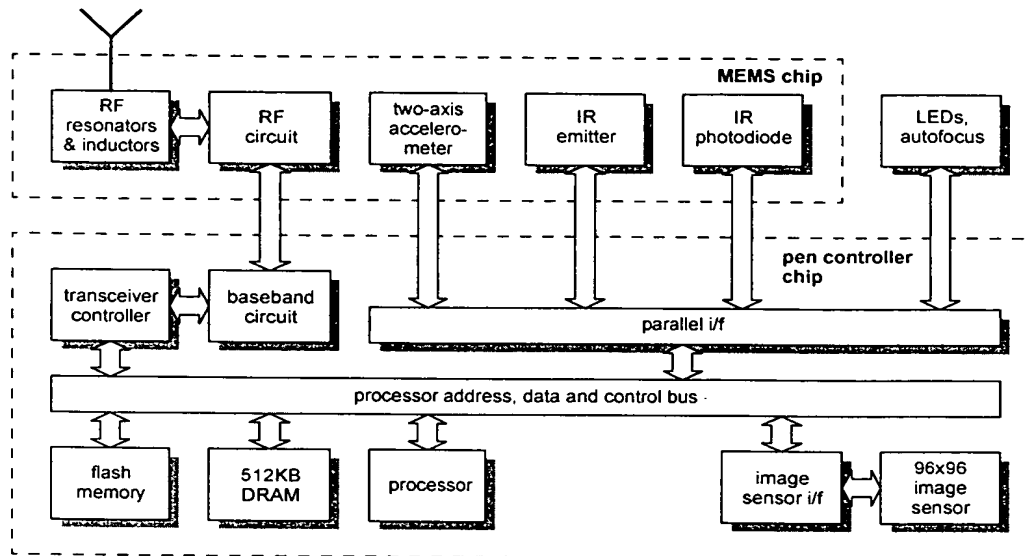 MEMS chip
RF
resonators
& inductors
RF
circuit
two-axis
accelero-
meter
IR
emitter
IR
photodiode
LEDs,
autofocus
pen controller
chip
transceiver
controller
baseband
circuit
parallel i/f
processor address, data and control bus
flash
memory
512KB
DRAM
processor
image
sensor i/f
96x96
image
sensor